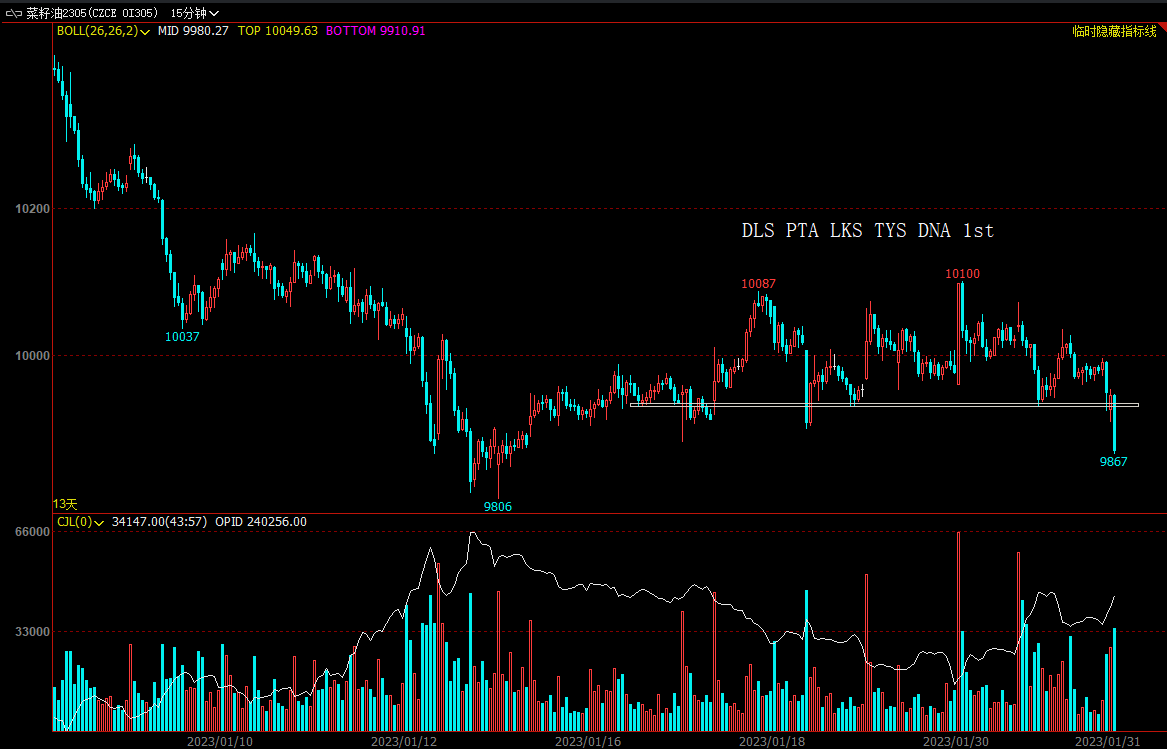 菜籽油2305(CZCE OI305) 15分钟
BOLL(26,26,2) MID 9980.27 TOP 10049.63 BOTTOM 9910.91 临时隐藏指标线
10200
DLS PTA LKS TYS DNA 1st
10100
10087
10037
10000
9867
13天
9806
CJL(0) 34147.00(43:57) OPID 240256.00
66000
33000
2023/01/10 2023/01/12 2023/01/16 2023/01/18 2023/01/30 2023/01/31